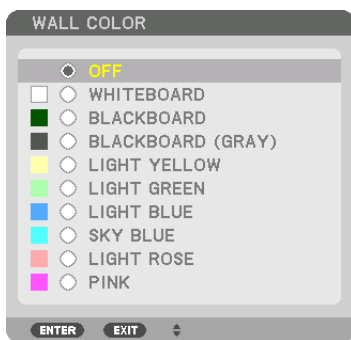 WALL COLOR
OFF
WHITEBOARD
BLACKBOARD
BLACKBOARD (GRAY)
LIGHT YELLOW
LIGHT GREEN
LIGHT BLUE
SKY BLUE
LIGHT ROSE
PINK
ENTER EXIT